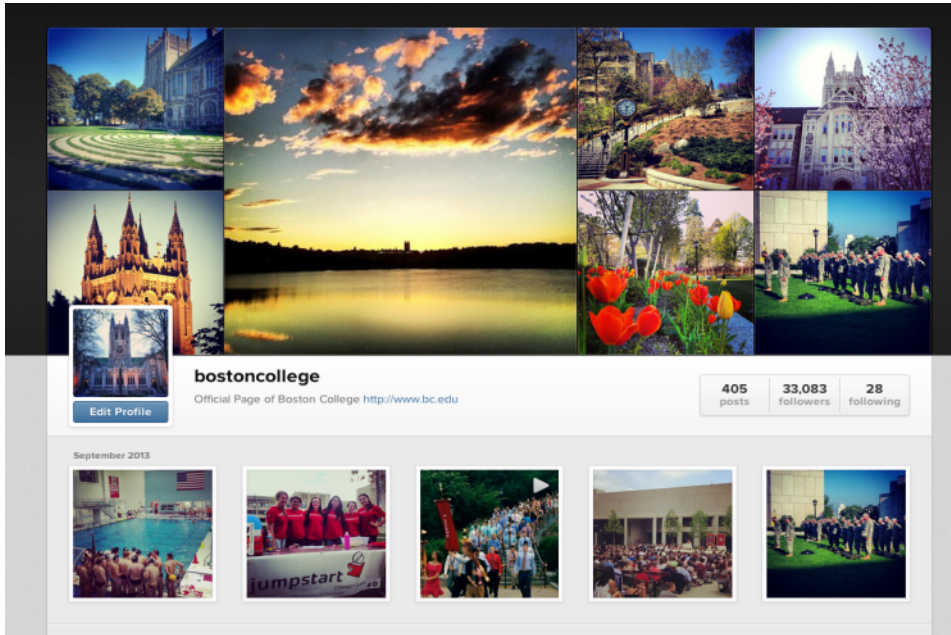 bostoncollege
Official Page of Boston College http://www.bc.edu
405 posts
33,083 followers
28 following
Edit Profile
September 2013
jumpstart